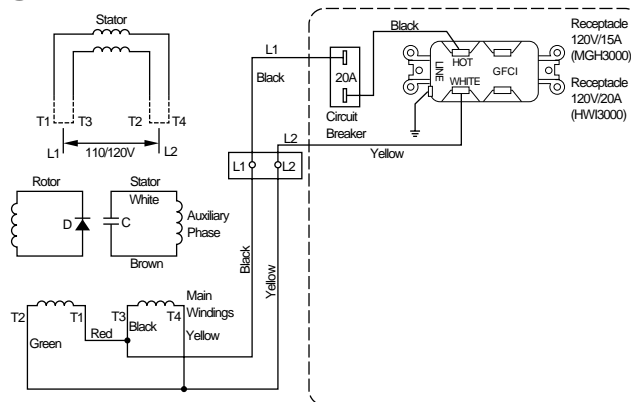 Stator
T1
T3
T2
T4
L1
110/120V
L2
Rotor
D
Stator
White
C
Brown
Auxiliary
Phase
Main
Windings
T2
T1
T3
T4
Red
Black
Yellow
Green
L1
Black
20A
Circuit
Breaker
Black
L2
Yellow
L1
L2
Black
Yellow
LINE
HOT
WHITE
GFCI
Receptacle
120V/15A
(MGH3000)
Receptacle
120V/20A
(HWI3000)